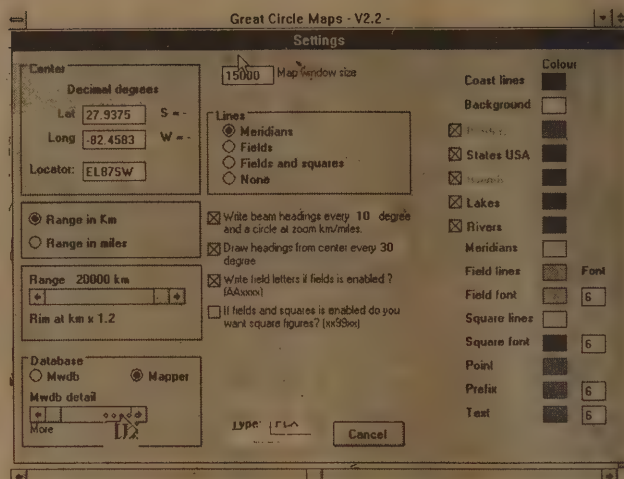 Great Circle Maps - V2.2 -
Settings
Center
Decimal degrees
Lat 27.9375 S = -
Long -82.4583 W = -
Locator: EL87SW
Range in Km
Range in miles
Range 20000 km
Rim at km x 1.2
Database
Mwdb
Mapper
Mwdb detail
More
15000 Map window size
Lines
Meridians
Fields
Fields and squares
None
Write beam headings every 10 degree
and a circle at zoom km/miles.
Draw headings from center every 30
degree
Write field letters if fields is enabled ?
(AAxxxx)
If fields and squares is enabled do you
want square figures? (xx99xx)
Type:
Cancel
Colour
Coast lines
Background
States USA
Lakes
Rivers
Meridians
Field lines Font
Field font 6
Square lines
Square font 6
Point
Prefix 6
Text 6